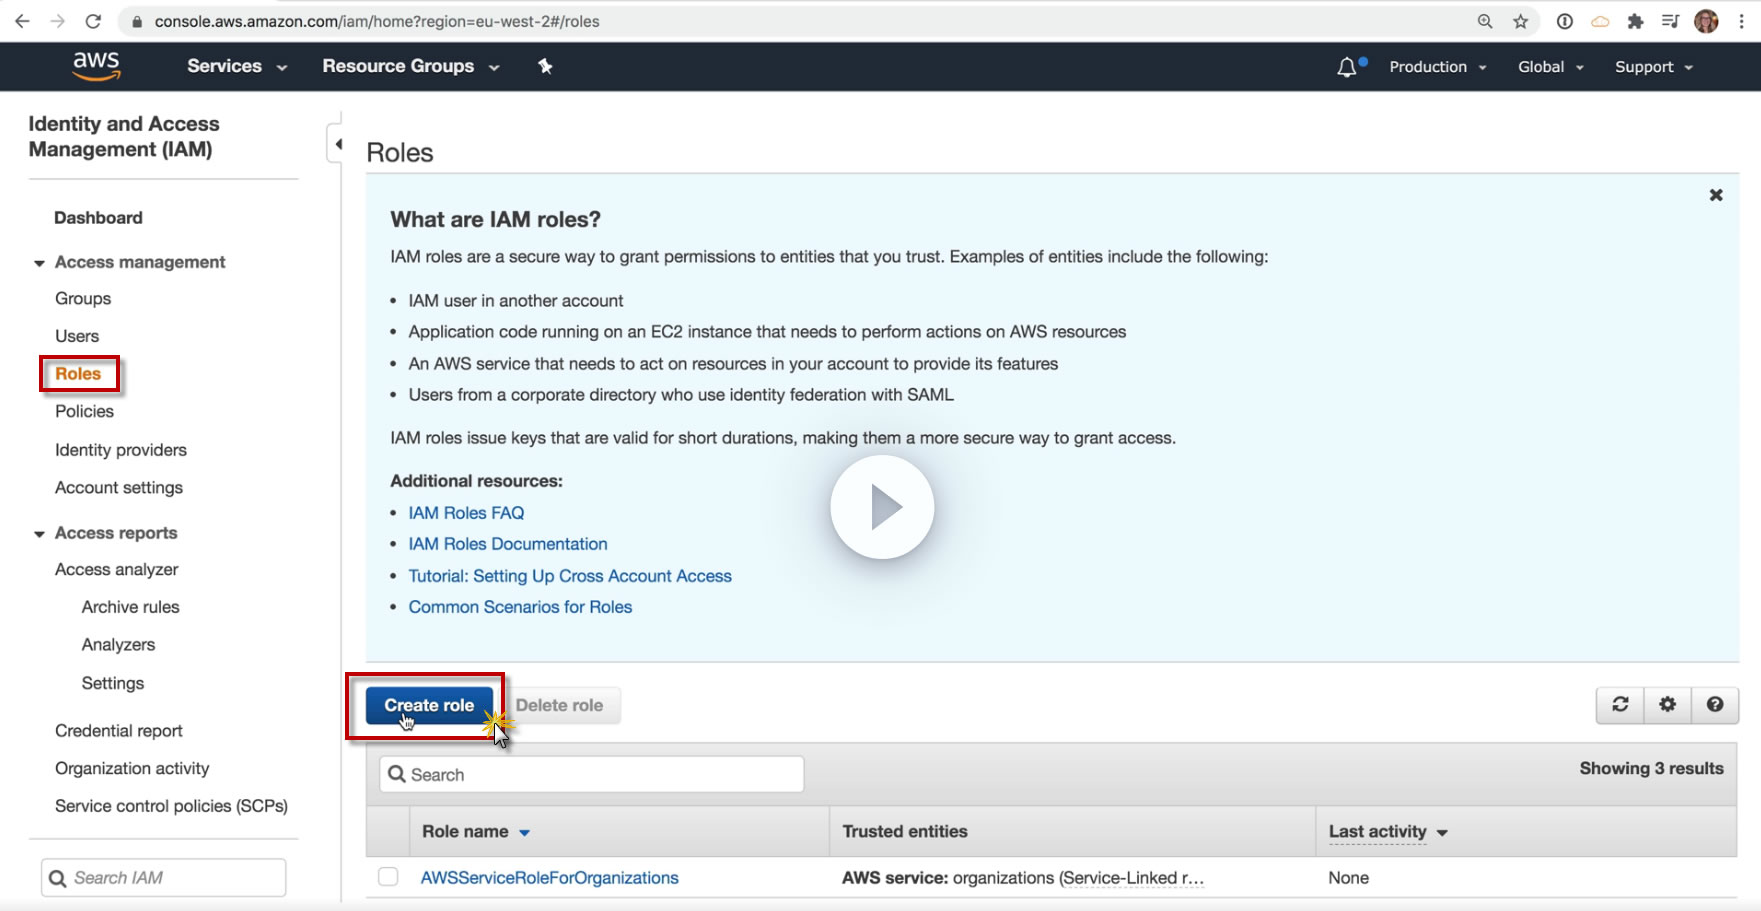 console.aws.amazon.com/iam/home?region=eu-west-2#/roles
aws
Services
Resource Groups
Production
Global
Support
Identity and Access
Management (IAM)
Dashboard
Access management
Groups
Users
Roles
Policies
Identity providers
Account settings
Access reports
Access analyzer
Archive rules
Analyzers
Settings
Credential report
Organization activity
Service control policies (SCPs)
Search IAM
Roles
What are IAM roles?
IAM roles are a secure way to grant permissions to entities that you trust. Examples of entities include the following:
• IAM user in another account
• Application code running on an EC2 instance that needs to perform actions on AWS resources
• An AWS service that needs to act on resources in your account to provide its features
• Users from a corporate directory who use identity federation with SAML
IAM roles issue keys that are valid for short durations, making them a more secure way to grant access.
Additional resources:
• IAM Roles FAQ
• IAM Roles Documentation
• Tutorial: Setting Up Cross Account Access
• Common Scenarios for Roles
Create role
Delete role
Search
Showing 3 results
Role name
Trusted entities
Last activity
AWSServiceRoleForOrganizations
AWS service: organizations (Service-Linked r…
None